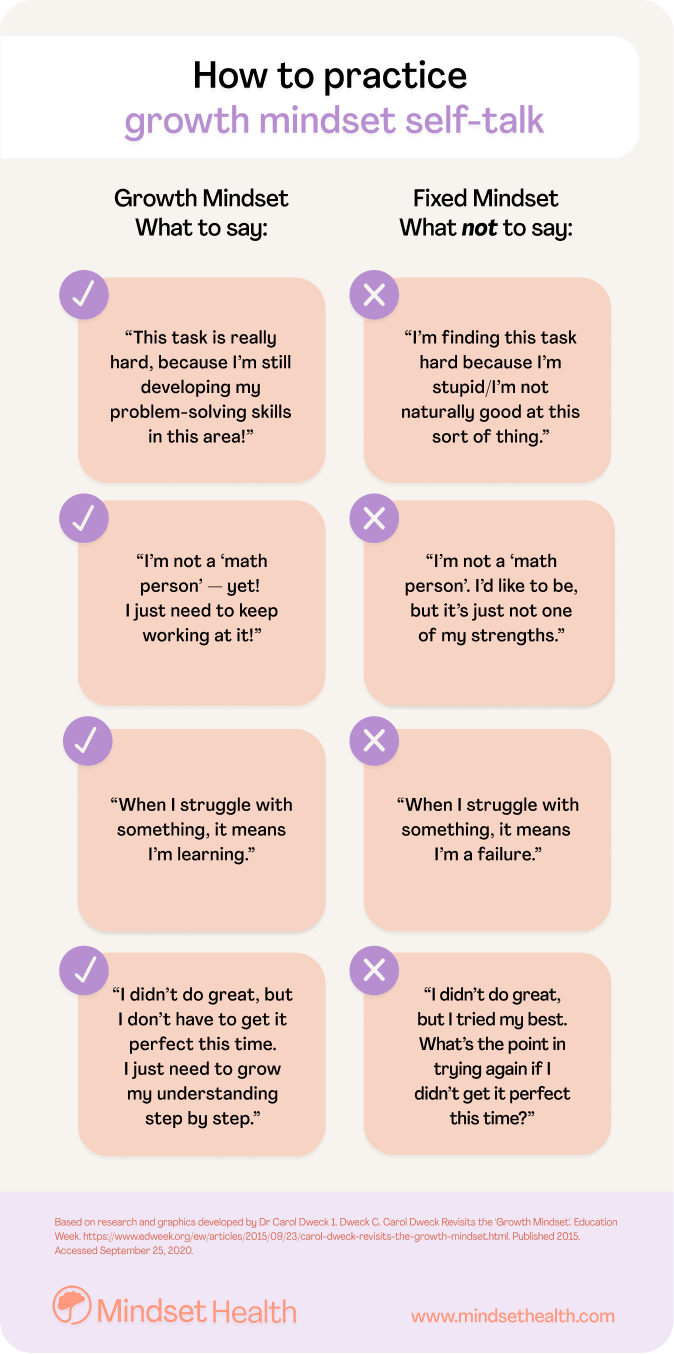 How to practice
growth mindset self-talk
Growth Mindset
What to say:
Fixed Mindset
What not to say:
“This task is really
hard, because I’m still
developing my
problem-solving skills
in this area!”
“I’m finding this task
hard because I’m
stupid/I’m not
naturally good at this
sort of thing.”
“I’m not a ‘math
person’ — yet!
I just need to keep
working at it!”
“I’m not a ‘math
person’. I’d like to be,
but it’s just not one
of my strengths.”
“When I struggle with
something, it means
I’m learning.”
“When I struggle with
something, it means
I’m a failure.”
“I didn’t do great, but
I don’t have to get it
perfect this time.
I just need to grow
my understanding
step by step.”
“I didn’t do great,
but I tried my best.
What’s the point in
trying again if I
didn’t get it perfect
this time?”
Based on research and graphics developed by Dr Carol Dweck 1. Dweck C. Carol Dweck Revisits the 'Growth Mindset'. Education
Week. https://www.edweek.org/ew/articles/2015/09/23/carol-dweck-revisits-the-growth-mindset.html. Published 2015.
Accessed September 25, 2020.
Mindset Health
www.mindsethealth.com